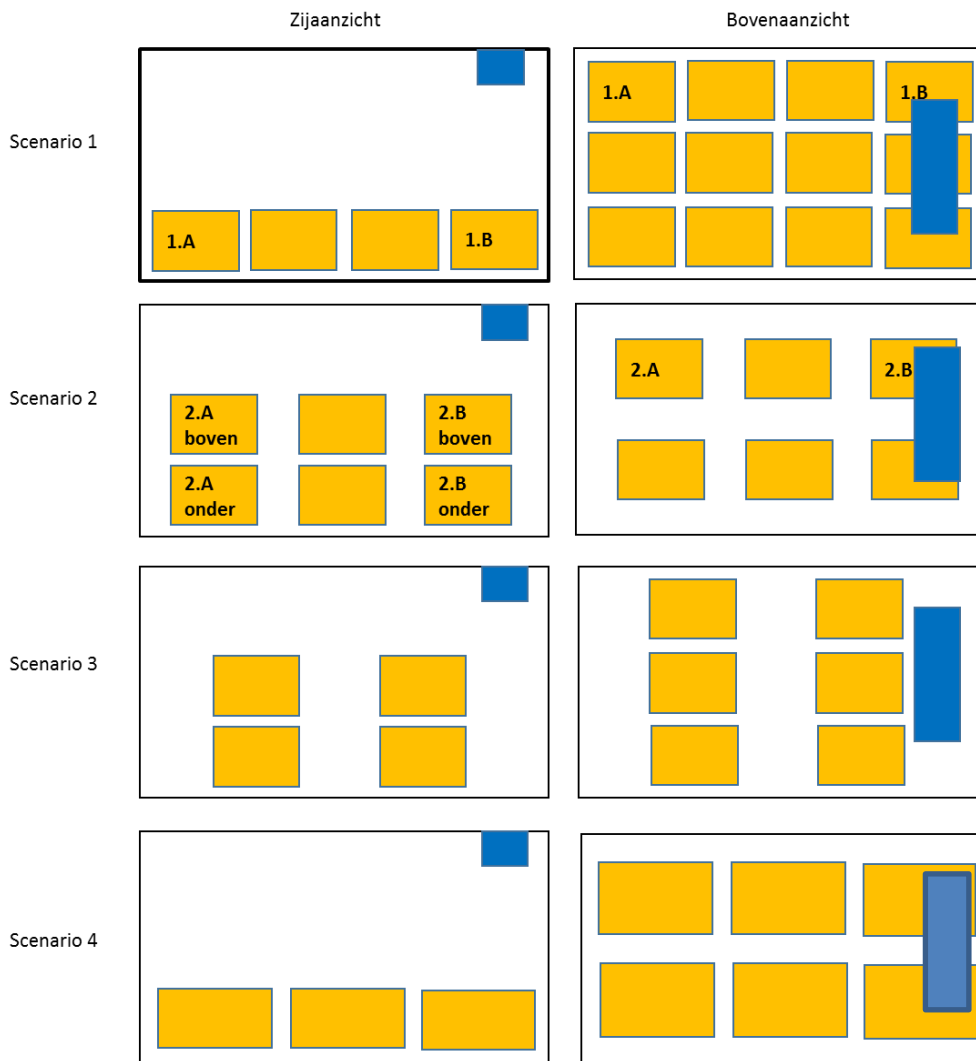 Zijaanzicht
Bovenaanzicht
Scenario 1
1.A
1.B
1.A
1.B
Scenario 2
2.A
boven
2.B
boven
2.A
onder
2.B
onder
2.A
2.B
Scenario 3
Scenario 4